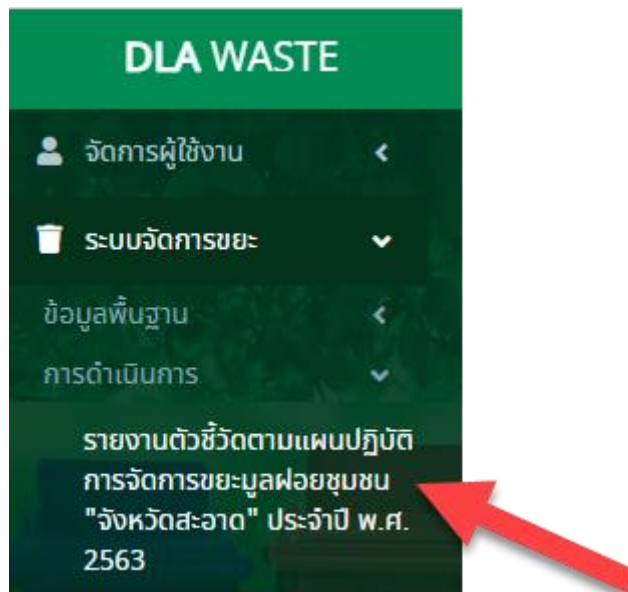 DLA WASTE
จัดการผู้ใช้งาน
ระบบจัดการขยะ
ข้อมูลพื้นฐาน
การดำเนินการ
รายงานตัวชี้วัดตามแผนปฏิบัติ
การจัดการขยะมูลฝอยชุมชน
"จังหวัดสะอาด" ประจำปี พ.ศ.
2563